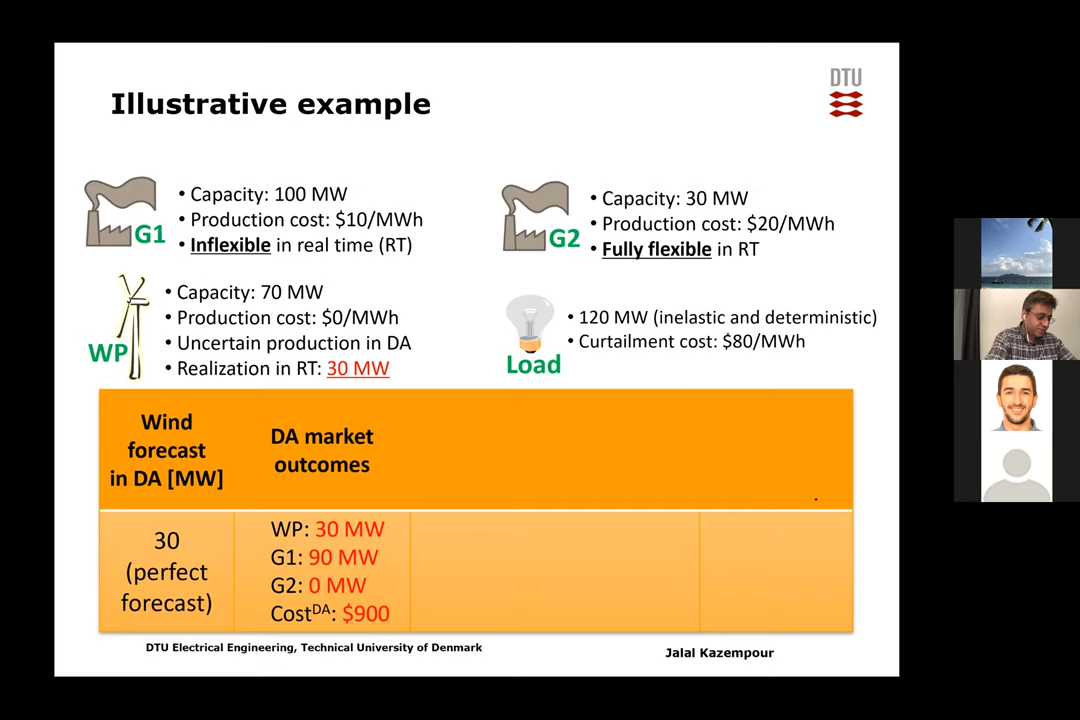 Illustrative example
DTU
• Capacity: 100 MW
• Production cost: $10/MWh
• Inflexible in real time (RT)
G1
• Capacity: 30 MW
• Production cost: $20/MWh
• Fully flexible in RT
G2
• Capacity: 70 MW
• Production cost: $0/MWh
• Uncertain production in DA
• Realization in RT: 30 MW
WP
• 120 MW (inelastic and deterministic)
• Curtailment cost: $80/MWh
Load
Wind
forecast
in DA [MW]
DA market
outcomes
30
(perfect
forecast)
WP: 30 MW
G1: 90 MW
G2: 0 MW
Cost^DA: $900
DTU Electrical Engineering, Technical University of Denmark
Jalal Kazempour